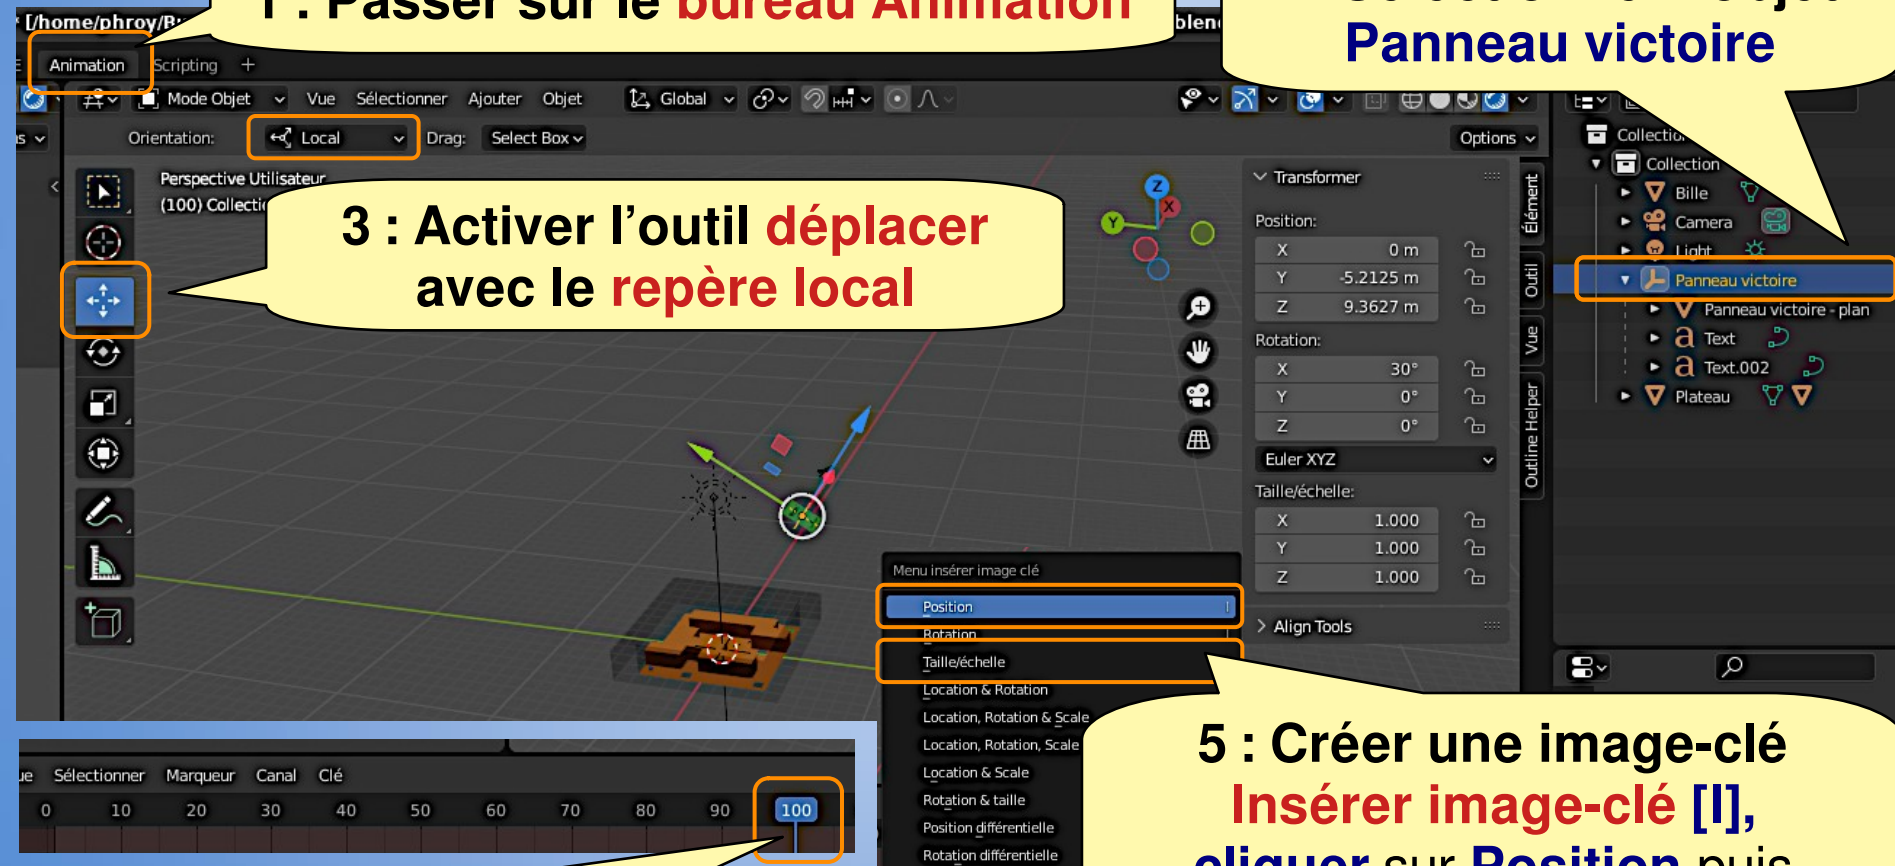 1 : Passer sur le bureau Animation
Panneau victoire
[/home/phroy/
.blen
Animation
Scripting
+
Mode Objet
Vue
Sélectionner
Ajouter
Objet
Global
Orientation:
Local
Drag:
Select Box
Options
Perspective Utilisateur
(100) Collecti
3 : Activer l’outil déplacer
avec le repère local
Z
X
Y
Transformer
Position:
X 0 m
Y -5.2125 m
Z 9.3627 m
Rotation:
X 30°
Y 0°
Z 0°
Euler XYZ
Taille/échelle:
X 1.000
Y 1.000
Z 1.000
Align Tools
Élément
Outil
Vue
Outline Helper
Collection
Bille
Camera
Light
Panneau victoire
Panneau victoire - plan
Text
Text.002
Plateau
Menu insérer image clé
Position I
Rotation
Taille/échelle
Location & Rotation
Location, Rotation & Scale
Location, Rotation, Scale
Location & Scale
Rotation & taille
Position différentielle
Rotation différentielle
5 : Créer une image-clé
Insérer image-clé [I],
cliquer sur Position puis
Sélectionner
Marqueur
Canal
Clé
0 10 20 30 40 50 60 70 80 90 100